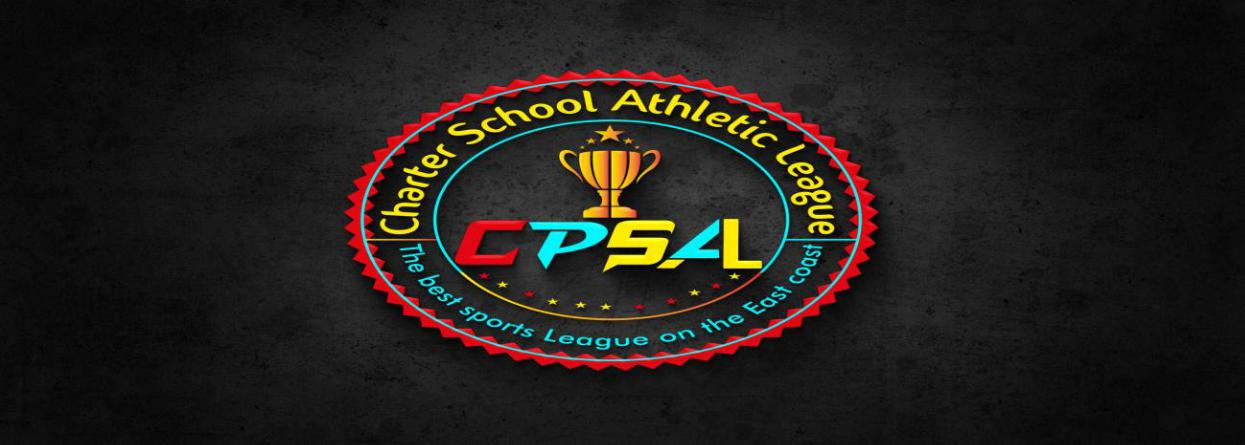 Charter School Athletic League
CPSAL
The best sports League on the East coast